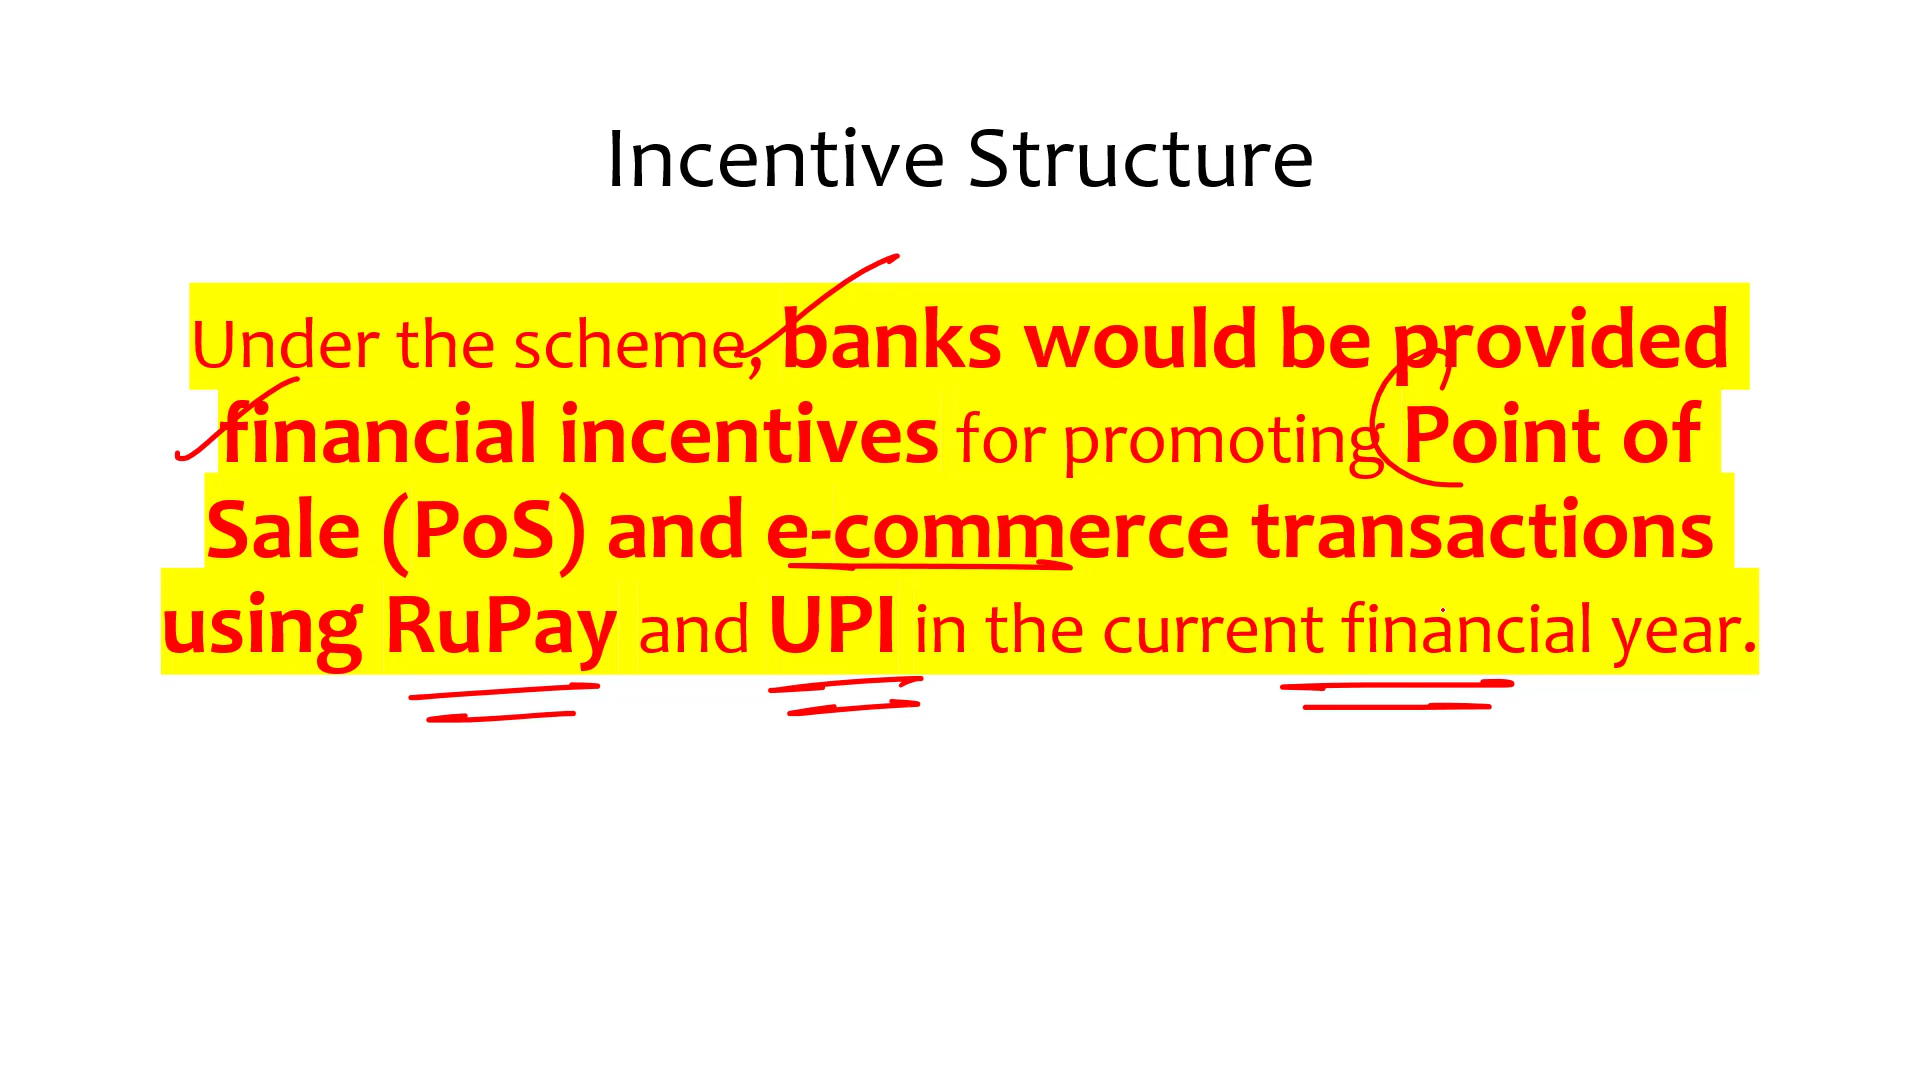 Incentive Structure
Under the scheme, banks would be provided
financial incentives for promoting Point of
Sale (PoS) and e-commerce transactions
using RuPay and UPI in the current financial year.